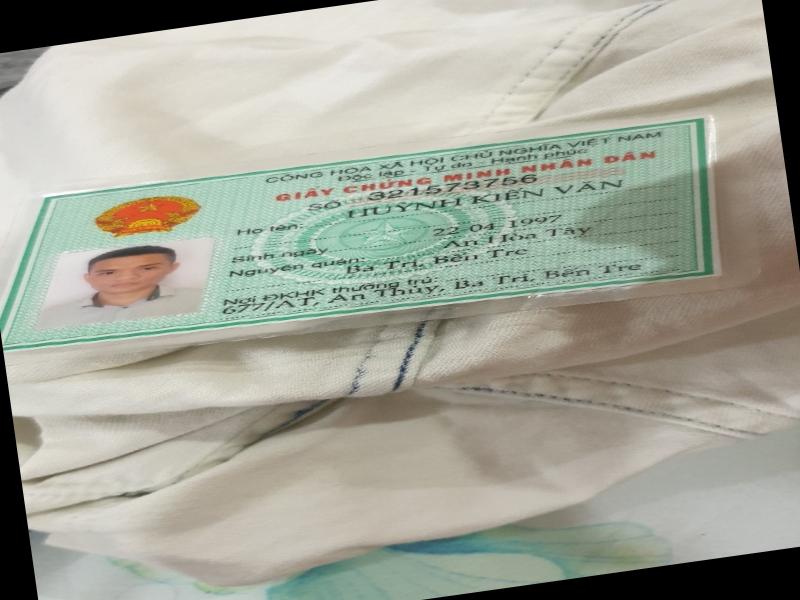 CỘNG HÒA XÃ HỘI CHỦ NGHĨA VIỆT NAM
Độc lập - Tự do - Hạnh phúc
GIẤY CHỨNG MINH NHÂN DÂN
SỐ 321573756
Họ tên: HUỲNH KIẾN VĂN
Sinh ngày 22-04-1997
Nguyên quán: An Hòa Tây
Ba Tri, Bến Tre
Nơi ĐKHK thường trú:
677/AT, An Thủy, Ba Tri, Bến Tre